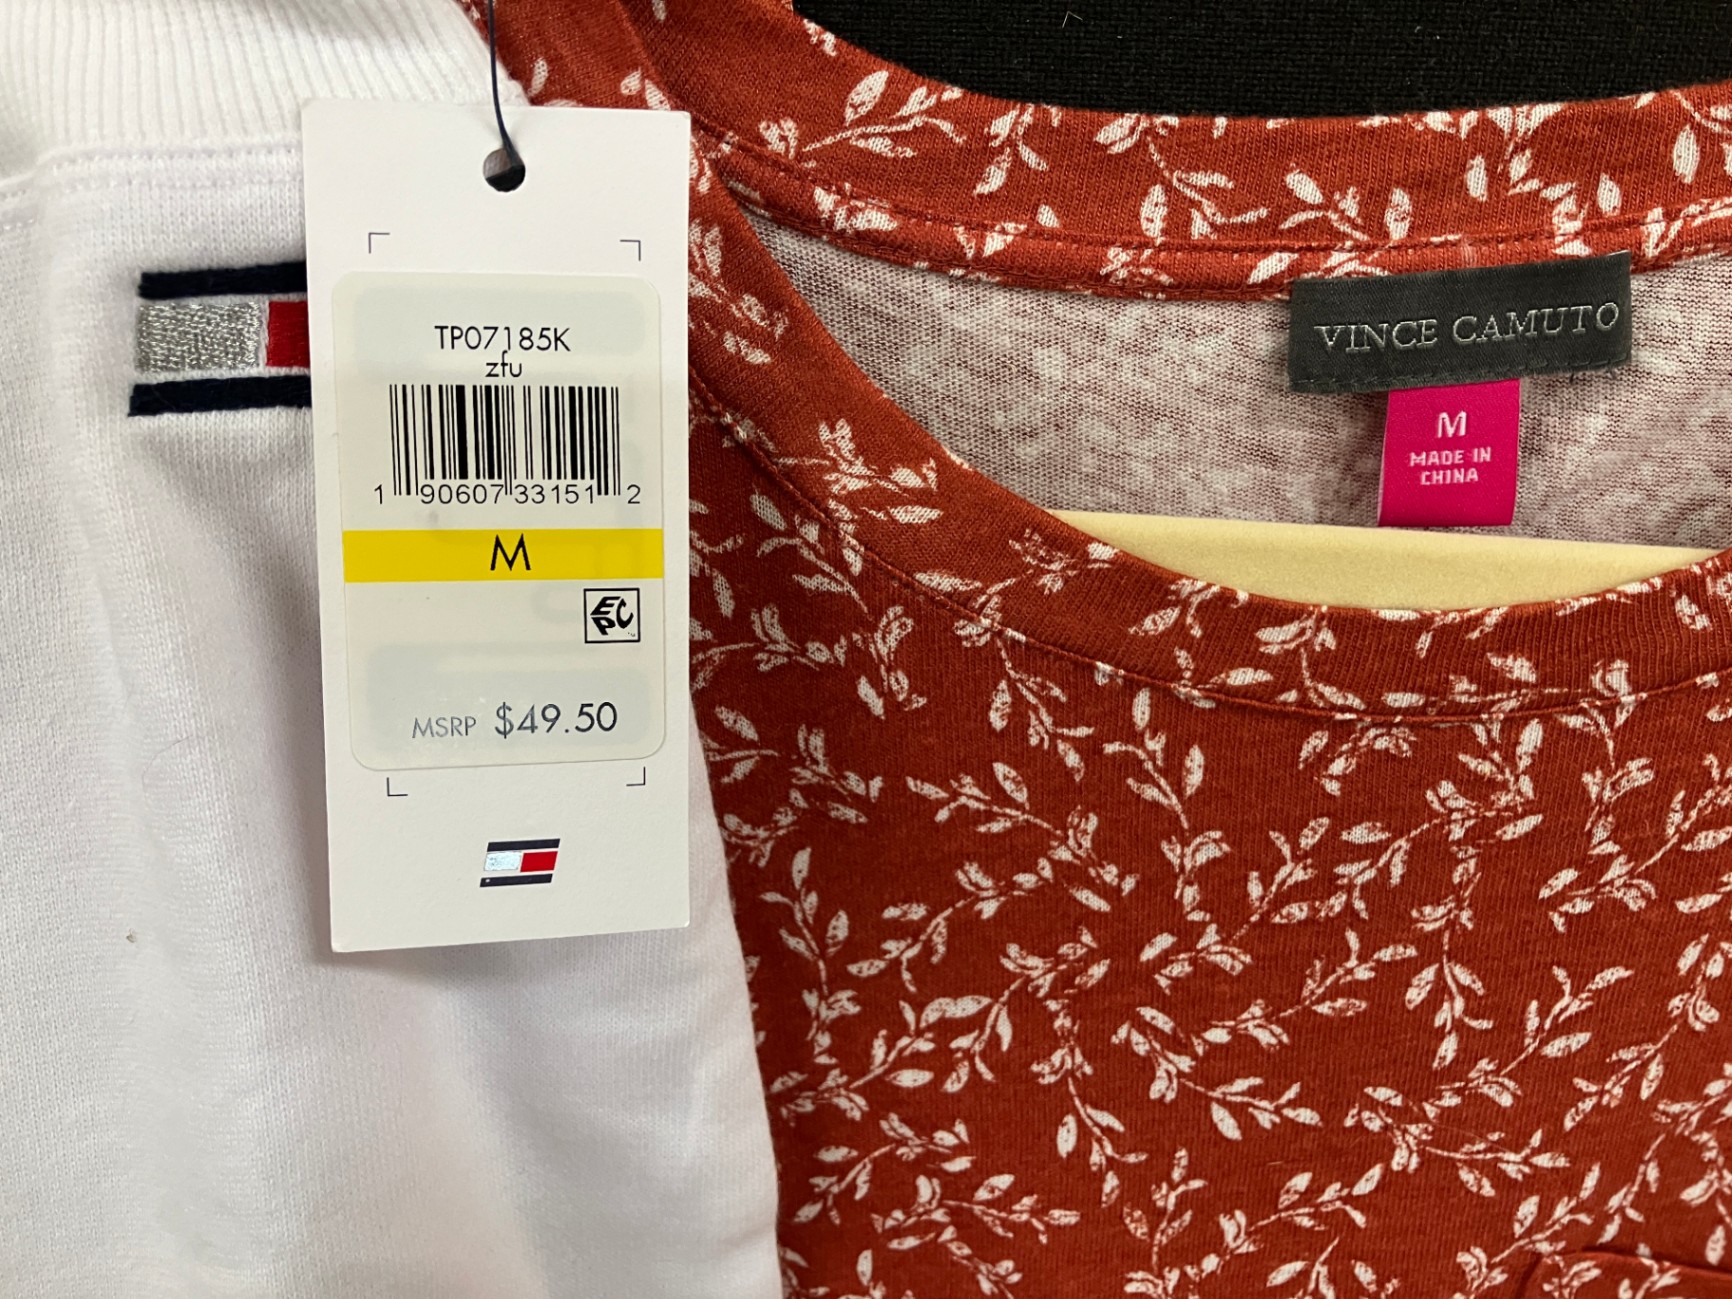 TP07185K
zfu
1 90607 33151 2
M
EPC
MSRP $49.50
VINCE CAMUTO
M
MADE IN
CHINA